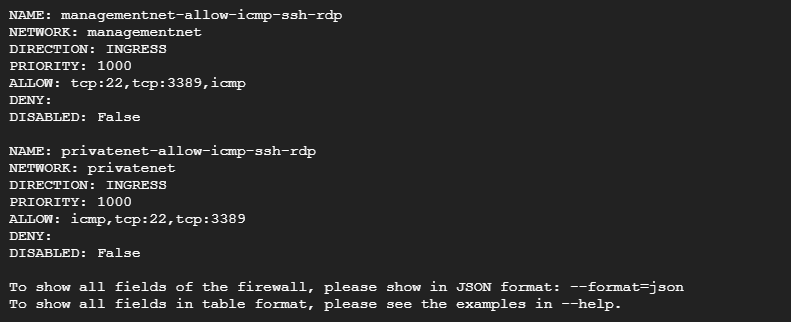 NAME: managementnet-allow-icmp-ssh-rdp
NETWORK: managementnet
DIRECTION: INGRESS
PRIORITY: 1000
ALLOW: tcp:22,tcp:3389,icmp
DENY:
DISABLED: False
NAME: privatenet-allow-icmp-ssh-rdp
NETWORK: privatenet
DIRECTION: INGRESS
PRIORITY: 1000
ALLOW: icmp,tcp:22,tcp:3389
DENY:
DISABLED: False
To show all fields of the firewall, please show in JSON format: --format=json
To show all fields in table format, please see the examples in --help.